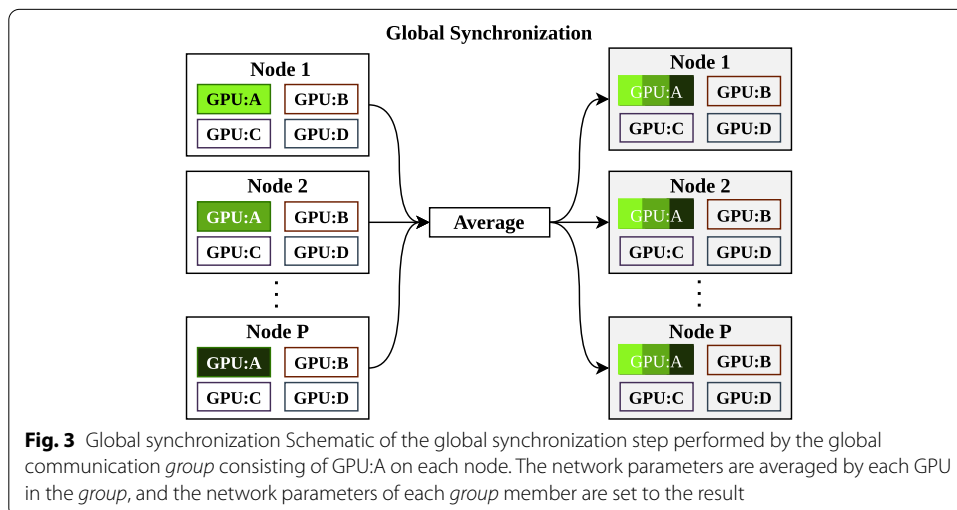 Global Synchronization
Node 1
GPU:A GPU:B
GPU:C GPU:D
Node 2
GPU:A GPU:B
GPU:C GPU:D
Node P
GPU:A GPU:B
GPU:C GPU:D
Average
Node 1
GPU:A GPU:B
GPU:C GPU:D
Node 2
GPU:A GPU:B
GPU:C GPU:D
Node P
GPU:A GPU:B
GPU:C GPU:D
Fig. 3 Global synchronization Schematic of the global synchronization step performed by the global
communication group consisting of GPU:A on each node. The network parameters are averaged by each GPU
in the group, and the network parameters of each group member are set to the result